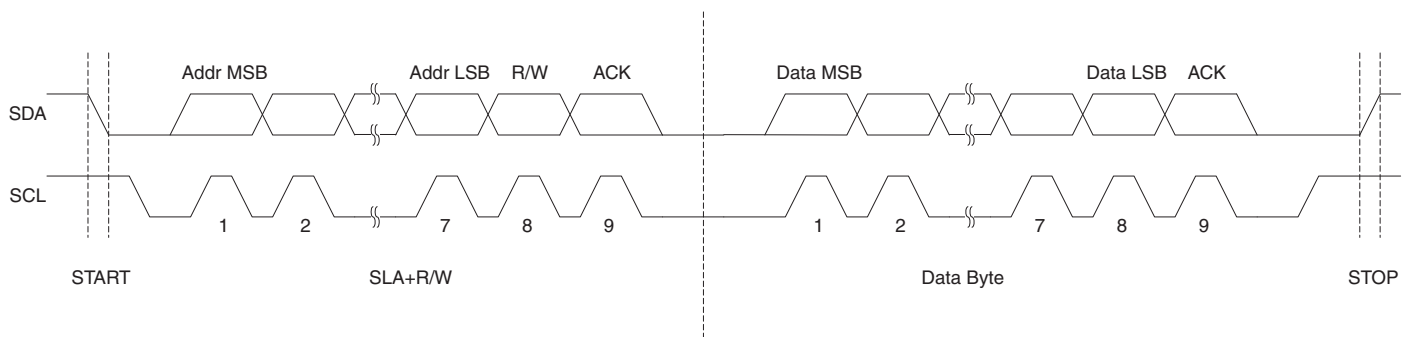 Addr MSB Addr LSB R/W ACK Data MSB Data LSB ACK
SDA
SCL
1 2 7 8 9 1 2 7 8 9
START SLA+R/W Data Byte STOP